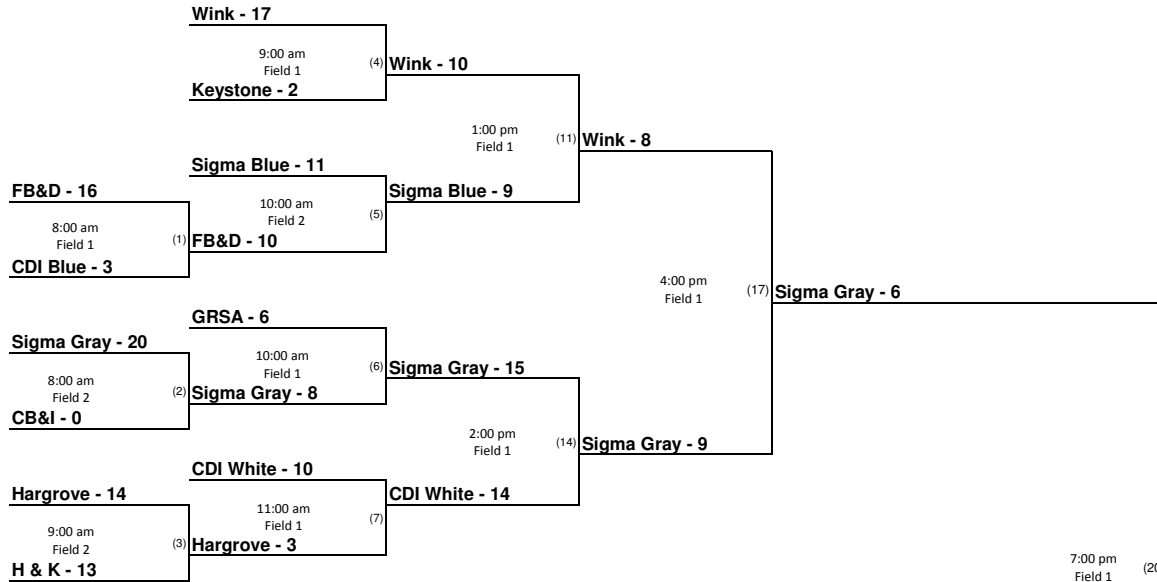 Wink - 17
9:00 am
Field 1
(4)
Wink - 10
Keystone - 2
1:00 pm
Field 1
(11)
Wink - 8
Sigma Blue - 11
Sigma Blue - 9
FB&D - 16
10:00 am
Field 2
(5)
8:00 am
Field 1
(1)
FB&D - 10
CDI Blue - 3
4:00 pm
Field 1
(17)
Sigma Gray - 6
GRSA - 6
Sigma Gray - 20
10:00 am
Field 1
(6)
Sigma Gray - 15
8:00 am
Field 2
(2)
Sigma Gray - 8
CB&I - 0
2:00 pm
Field 1
(14)
Sigma Gray - 9
CDI White - 10
Hargrove - 14
CDI White - 14
11:00 am
Field 1
(7)
9:00 am
Field 2
(3)
Hargrove - 3
H & K - 13
7:00 pm
Field 1